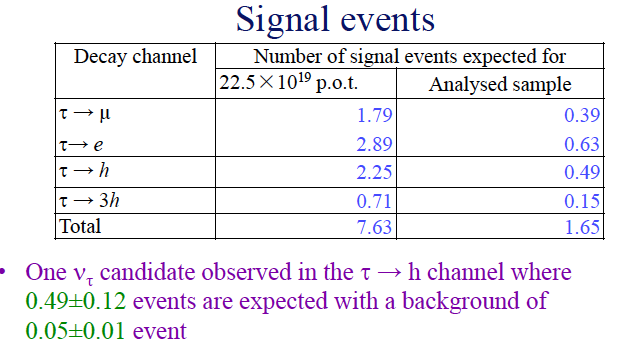 Signal events
Decay channel Number of signal events expected for
22.5×10¹⁹ p.o.t. Analysed sample
τ → μ 1.79 0.39
τ→ e 2.89 0.63
τ → h 2.25 0.49
τ → 3h 0.71 0.15
Total 7.63 1.65
• One ντ candidate observed in the τ → h channel where
0.49±0.12 events are expected with a background of
0.05±0.01 event